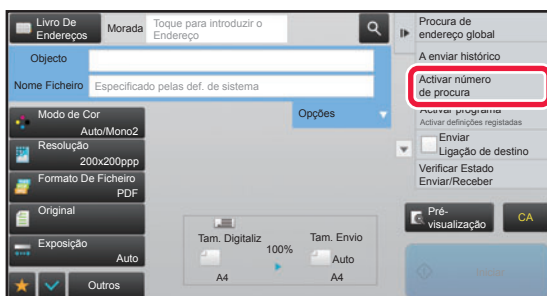 Livro De
Endereços
Morada
Toque para introduzir o
Endereço
Objecto
Nome Ficheiro
Especificado pelas def. de sistema
Modo de
Cor
Auto/Mono2
Resolução
200x200ppp
Formato De Ficheiro
PDF
Original
Exposição
Auto
Outros
Opções
Tam. Digitaliz
100%
Tam. Envio
Auto
A4
A4
Procura de
endereço global
A enviar histórico
Activar número
de procura
Activar programa
Activar definições registadas
Enviar
Ligação de destino
Verificar Estado
Enviar/Receber
Pré-
visualização
CA